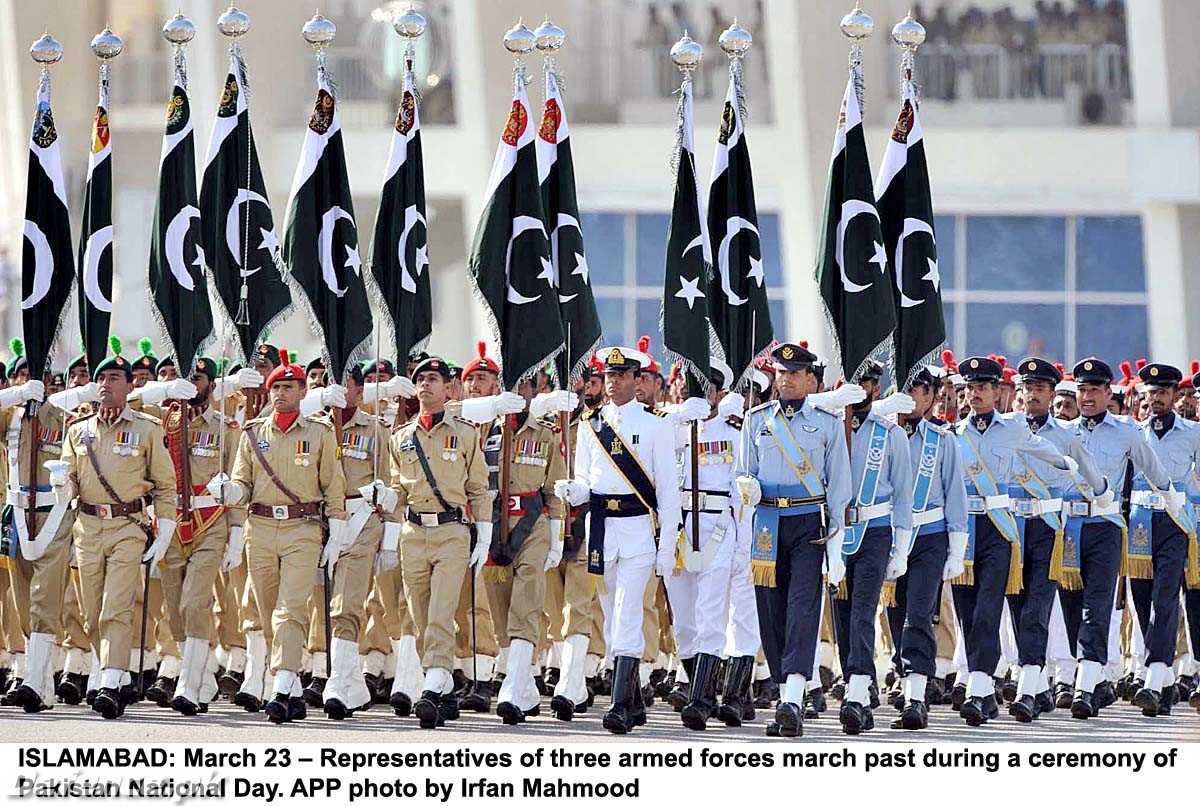 ISLAMABAD: March 23 – Representatives of three armed forces march past during a ceremony of
Pakistan National Day. APP photo by Irfan Mahmood